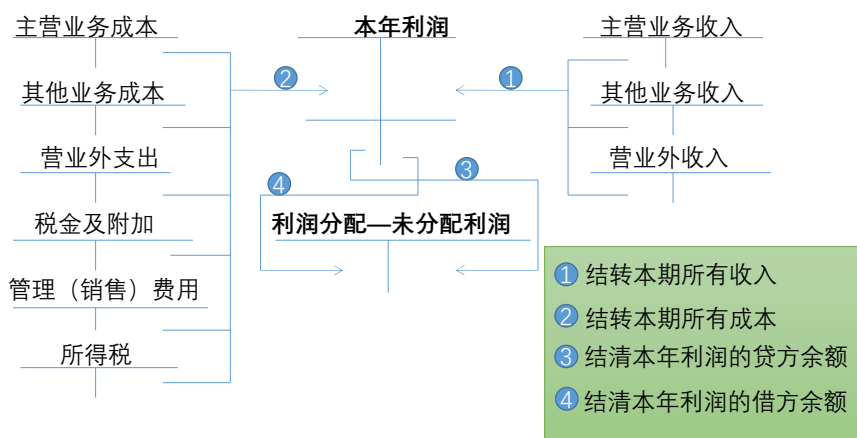 主营业务成本
本年利润
主营业务收入
②
①
其他业务成本
其他业务收入
营业外支出
营业外收入
③
④
税金及附加
利润分配—未分配利润
管理（销售）费用
所得税
① 结转本期所有收入
② 结转本期所有成本
③ 结清本年利润的贷方余额
④ 结清本年利润的借方余额